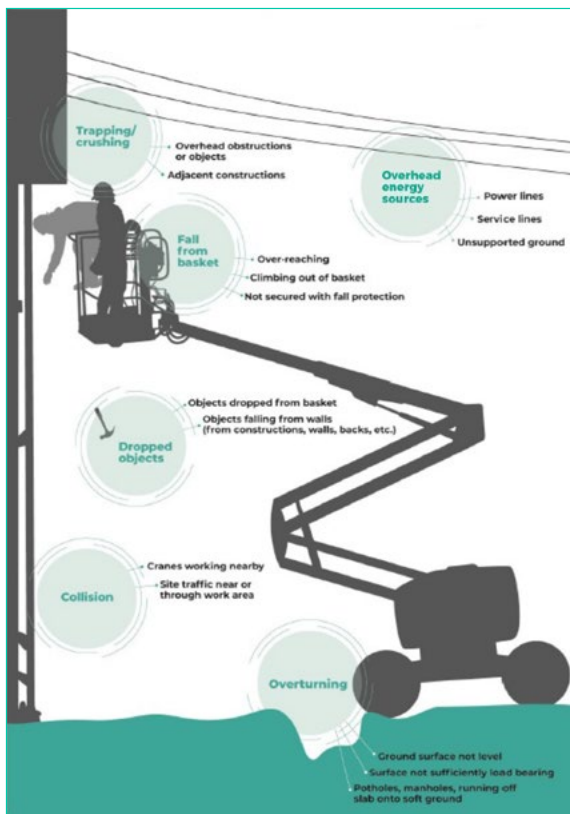 Trapping/
crushing
Overhead obstructions
or objects
Adjacent constructions
Overhead
energy
sources
Power lines
Service lines
Unsupported ground
Fall
from
basket
Over-reaching
Climbing out of basket
Not secured with fall protection
Dropped
objects
Objects dropped from basket
Objects falling from walls
(from constructions, walls, backs, etc.)
Collision
Cranes working nearby
Site traffic near or
through work area
Overturning
Ground surface not level
Surface not sufficiently load bearing
Potholes, manholes, running-off
slab onto soft ground